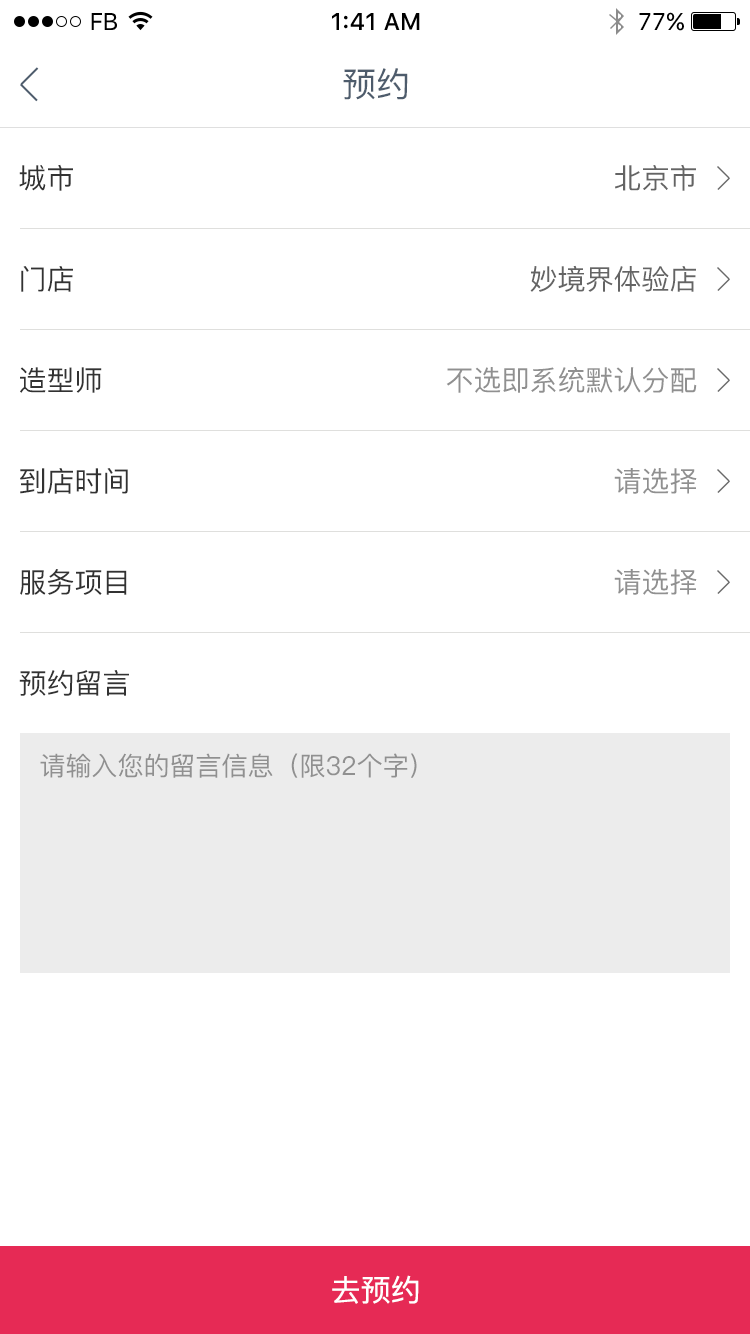 FB 1:41 AM 77%
预约
城市 北京市
门店 妙境界体验店
造型师 不选即系统默认分配
到店时间 请选择
服务项目 请选择
预约留言
请输入您的留言信息（限32个字）
去预约